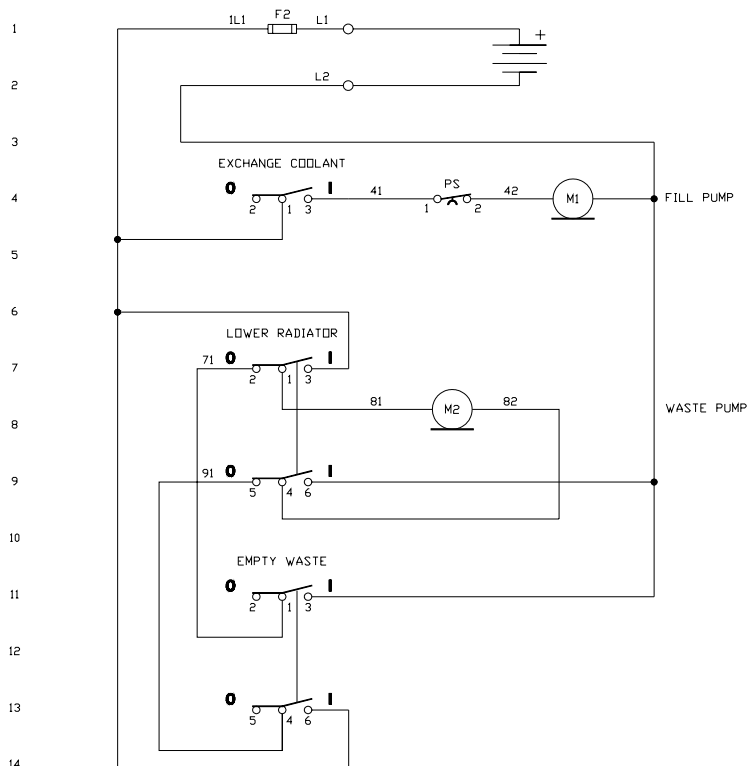 1 1L1 F2 L1 +
2 L2
3
EXCHANGE COOLANT
4 0 I 41 PS 42 M1 FILL PUMP
2 1 3 1 2
5
6
LOWER RADIATOR
7 71 0 I
2 1 3
81 M2 82 WASTE PUMP
8
9 91 0 I
5 4 6
10
EMPTY WASTE
11 0 I
2 1 3
12
13 0 I
5 4 6
14